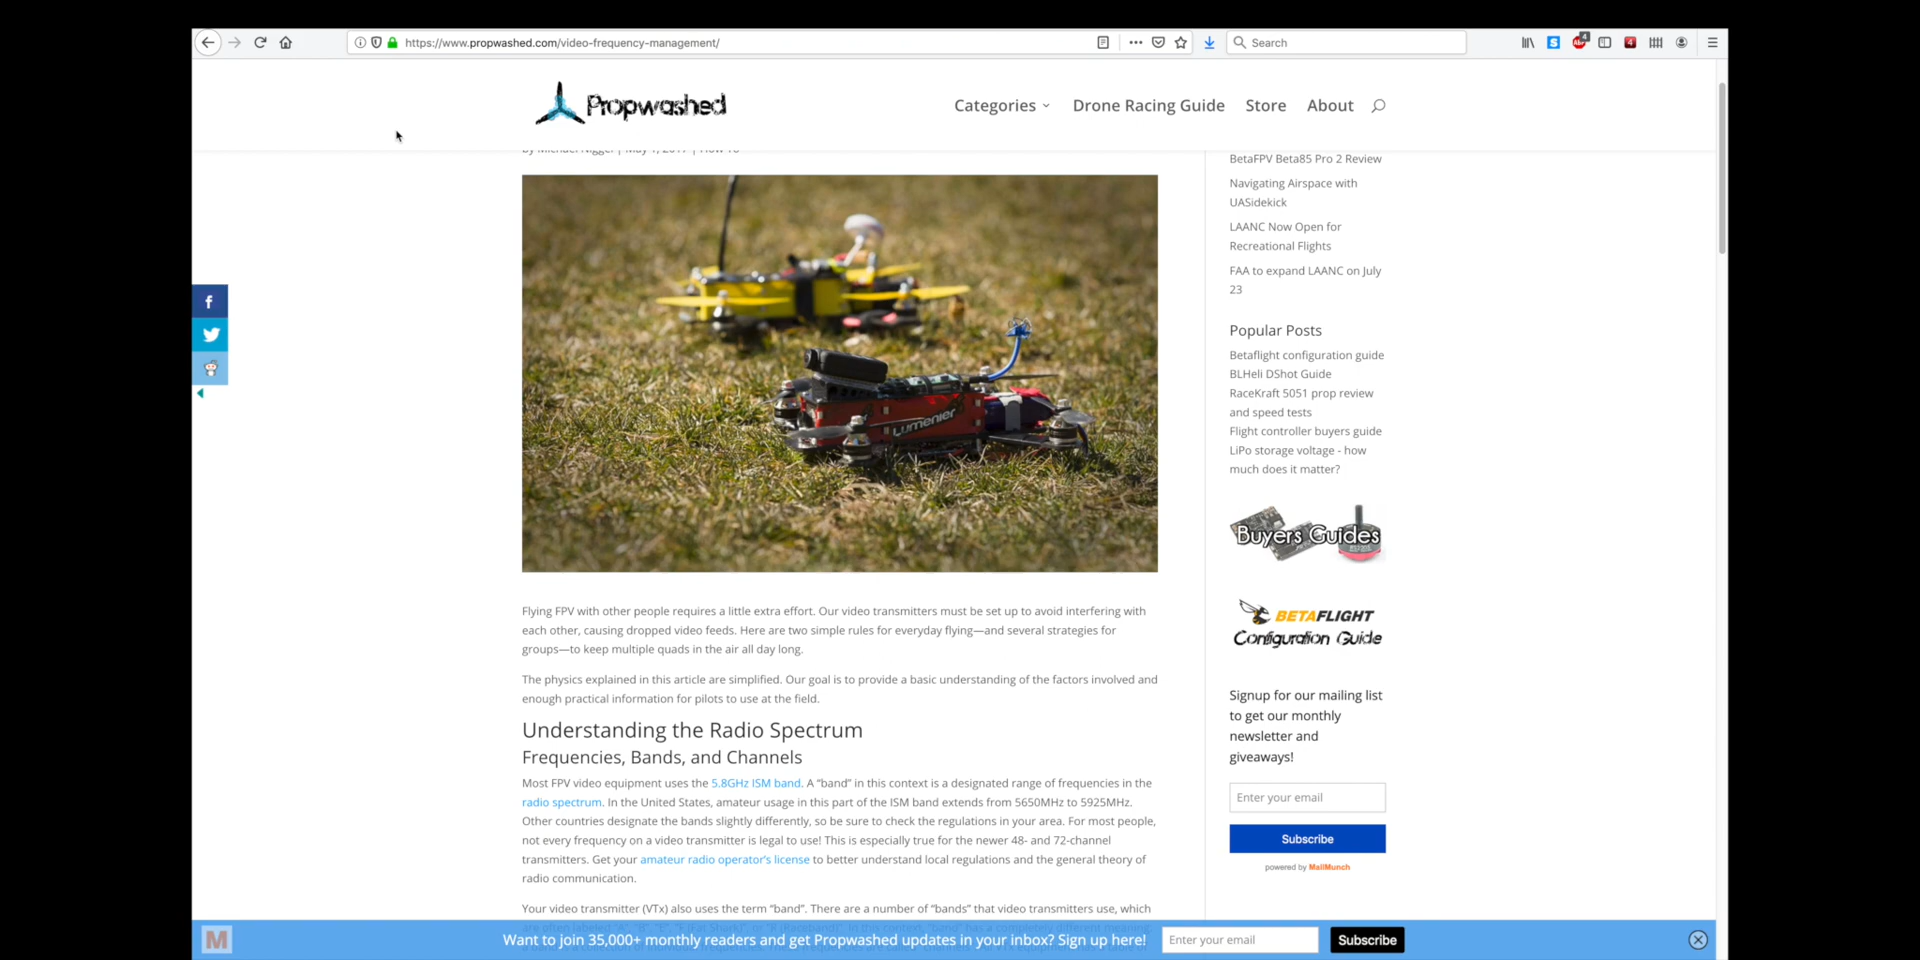 https://www.propwashed.com/video-frequency-management/
Search
4
4
Propwashed
Categories
Drone Racing Guide
Store
About
BetaFPV Beta85 Pro 2 Review
Navigating Airspace with
UASidekick
LAANC Now Open for
Recreational Flights
FAA to expand LAANC on July
23
Popular Posts
Betaflight configuration guide
BLHeli DShot Guide
RaceKraft 5051 prop review
and speed tests
Flight controller buyers guide
LiPo storage voltage - how
much does it matter?
Buyers Guides
BETAFLIGHT
Configuration Guide
Signup for our mailing list
to get our monthly
newsletter and
giveaways!
Enter your email
Subscribe
powered by MailMunch
LUMENIER
Flying FPV with other people requires a little extra effort. Our video transmitters must be set up to avoid interfering with
each other, causing dropped video feeds. Here are two simple rules for everyday flying—and several strategies for
groups—to keep multiple quads in the air all day long.
The physics explained in this article are simplified. Our goal is to provide a basic understanding of the factors involved and
enough practical information for pilots to use at the field.
Understanding the Radio Spectrum
Frequencies, Bands, and Channels
Most FPV video equipment uses the 5.8GHz ISM band. A “band” in this context is a designated range of frequencies in the
radio spectrum. In the United States, amateur usage in this part of the ISM band extends from 5650MHz to 5925MHz.
Other countries designate the bands slightly differently, so be sure to check the regulations in your area. For most people,
not every frequency on a video transmitter is legal to use! This is especially true for the newer 48- and 72-channel
transmitters. Get your amateur radio operator’s license to better understand local regulations and the general theory of
radio communication.
Your video transmitter (VTx) also uses the term “band”. There are a number of “bands” that video transmitters use, which
M
Want to join 35,000+ monthly readers and get Propwashed updates in your inbox? Sign up here!
Enter your email
Subscribe